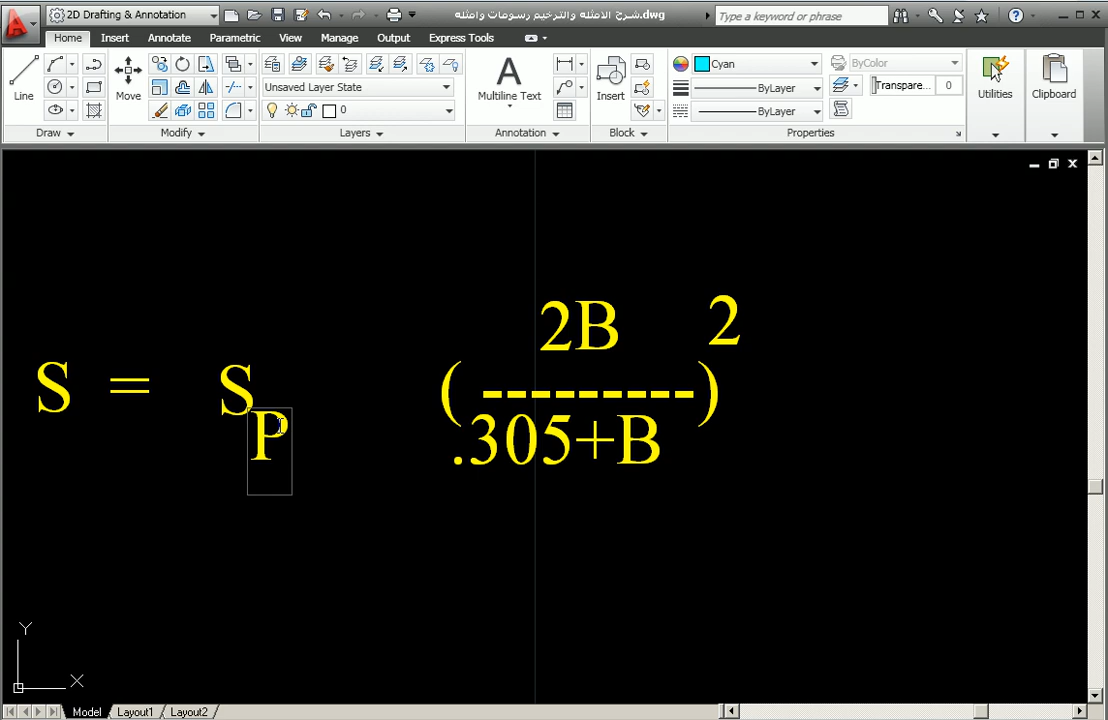 2D Drafting & Annotation
شرح الامثله والترخيم رسومات وامثله.dwg
Type a keyword or phrase
Home Insert Annotate Parametric View Manage Output Express Tools
Line
Move
Unsaved Layer State
0
Multiline Text
Insert
Cyan
ByLayer
ByLayer
ByColor
Transpare... 0
Utilities
Clipboard
Draw Modify Layers Annotation Block Properties
2B 2
S = S ( ---------- )
P .305+B
Y
X
Model Layout1 Layout2